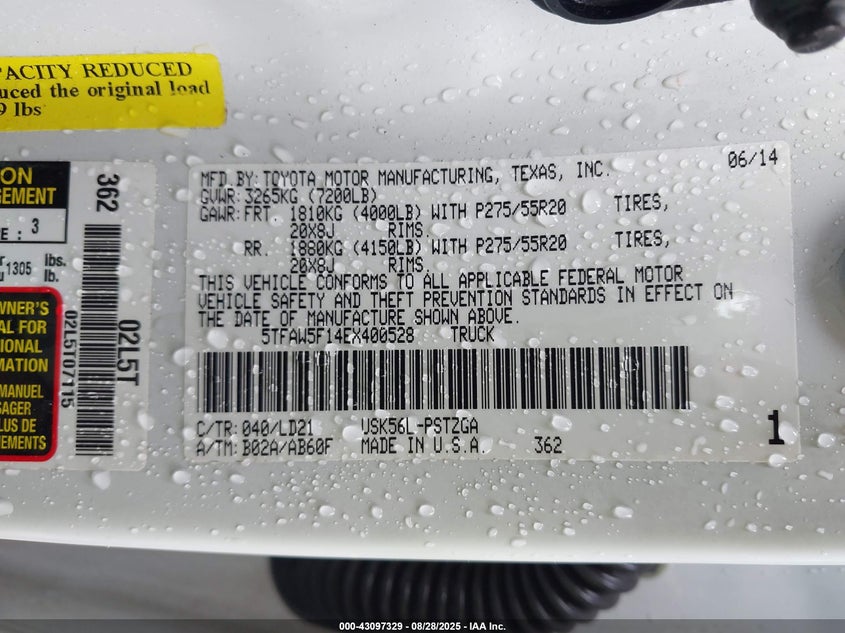 PACITY REDUCED
uced the original load
9 lbs
ON
GEMENT
E : 3
1305 lbs.
lb.
OWNER'S
AL FOR
IONAL
RMATION
MANUEL
SAGER
EMENTS
362
02L5T
02L5T07115
06/14
MFD.BY:TOYOTA MOTOR MANUFACTURING, TEXAS, INC.
GVWR:3265KG (7200LB)
GAWR:FRT. 1810KG (4000LB) WITH P275/55R20 TIRES,
20X8J RIMS.
RR. 1880KG (4150LB) WITH P275/55R20 TIRES,
20X8J RIMS.
THIS VEHICLE CONFORMS TO ALL APPLICABLE FEDERAL MOTOR
VEHICLE SAFETY AND THEFT PREVENTION STANDARDS IN EFFECT ON
THE DATE OF MANUFACTURE SHOWN ABOVE.
5TFAW5F14EX400528 TRUCK
C/TR:040/LD21 USK56L-PSTZGA
A/TM:B02A/AB60F MADE IN U.S.A. 362
1
000-43097329 - 08/28/2025 - IAA Inc.